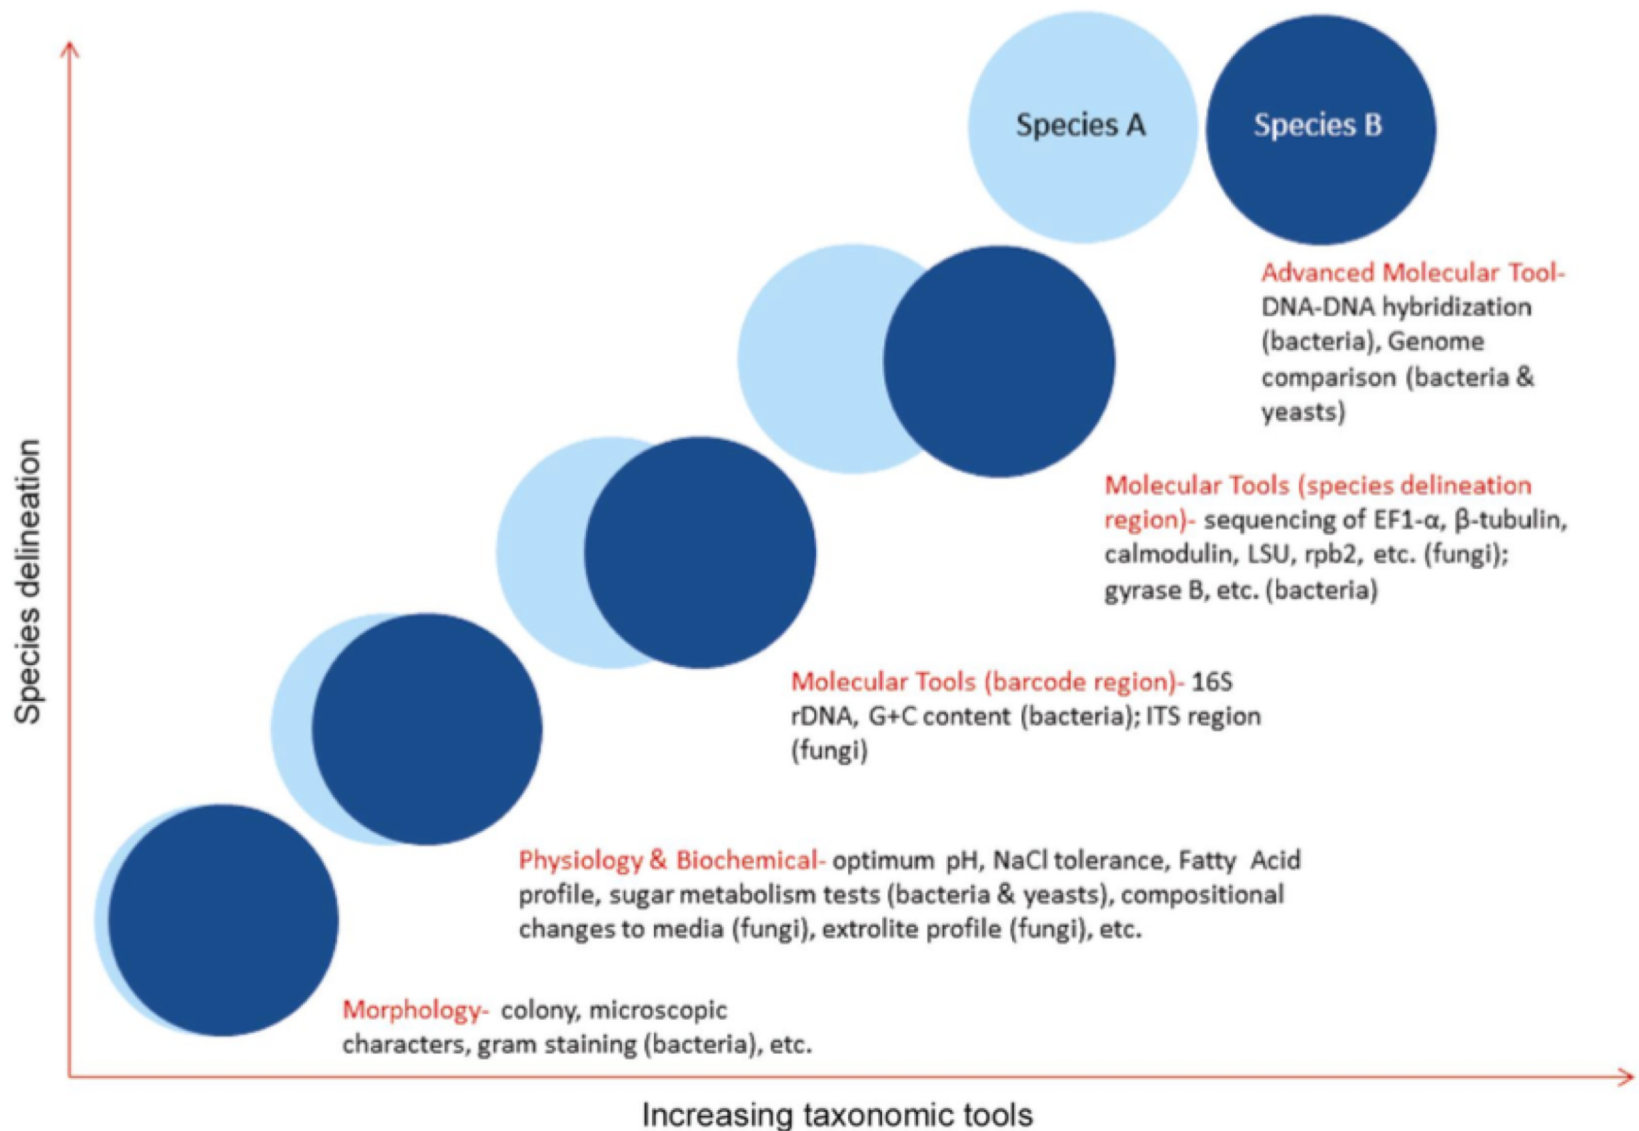 Species A
Species B
Advanced Molecular Tool-
DNA-DNA hybridization
(bacteria), Genome
comparison (bacteria &
yeasts)
Molecular Tools (species delineation
region)- sequencing of EF1-α, β-tubulin,
calmodulin, LSU, rpb2, etc. (fungi);
gyrase B, etc. (bacteria)
Molecular Tools (barcode region)- 16S
rDNA, G+C content (bacteria); ITS region
(fungi)
Physiology & Biochemical- optimum pH, NaCl tolerance, Fatty Acid
profile, sugar metabolism tests (bacteria & yeasts), compositional
changes to media (fungi), extrolite profile (fungi), etc.
Morphology- colony, microscopic
characters, gram staining (bacteria), etc.
Species delineation
Increasing taxonomic tools